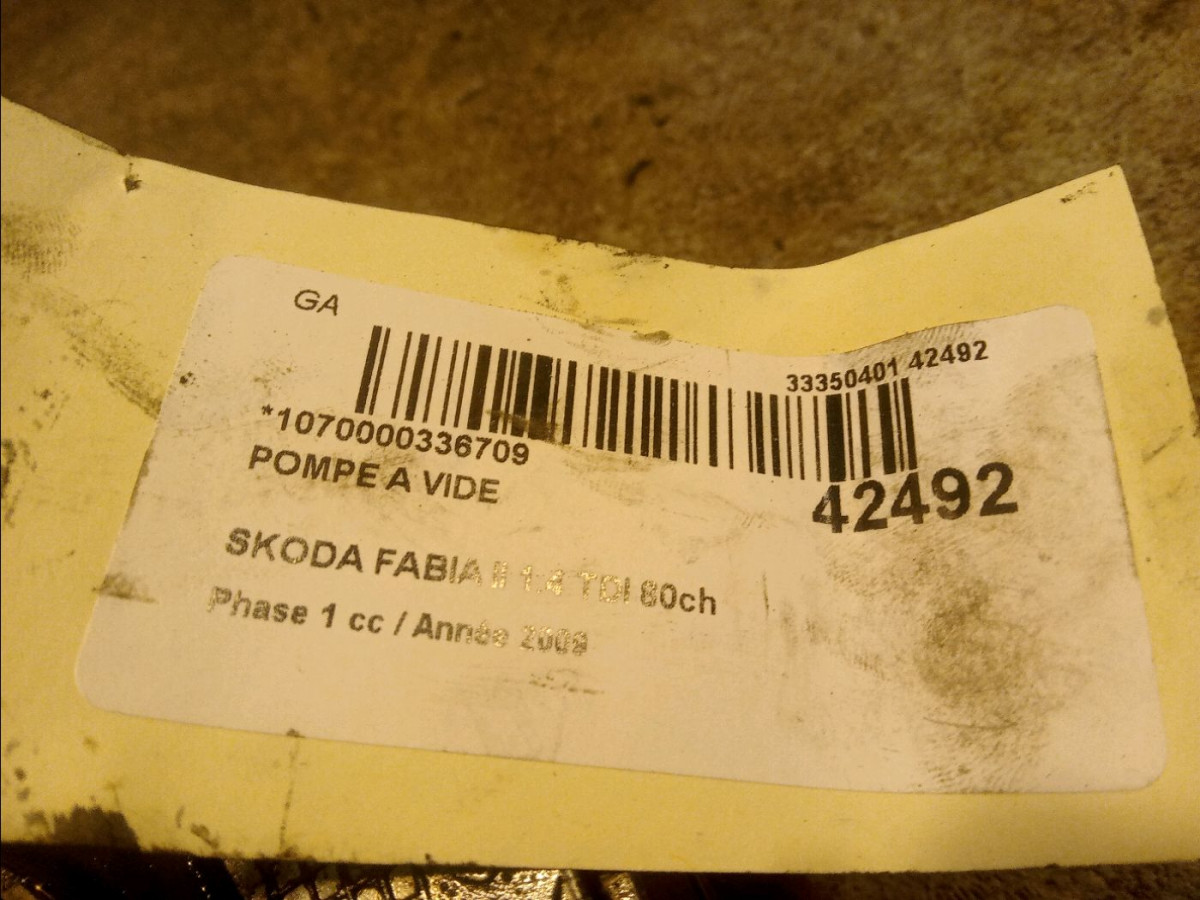 GA
33350401 42492
*1070000336709
42492
POMPE A VIDE
SKODA FABIA II 1.4 TDI 80ch
Phase 1 cc / Année 2009